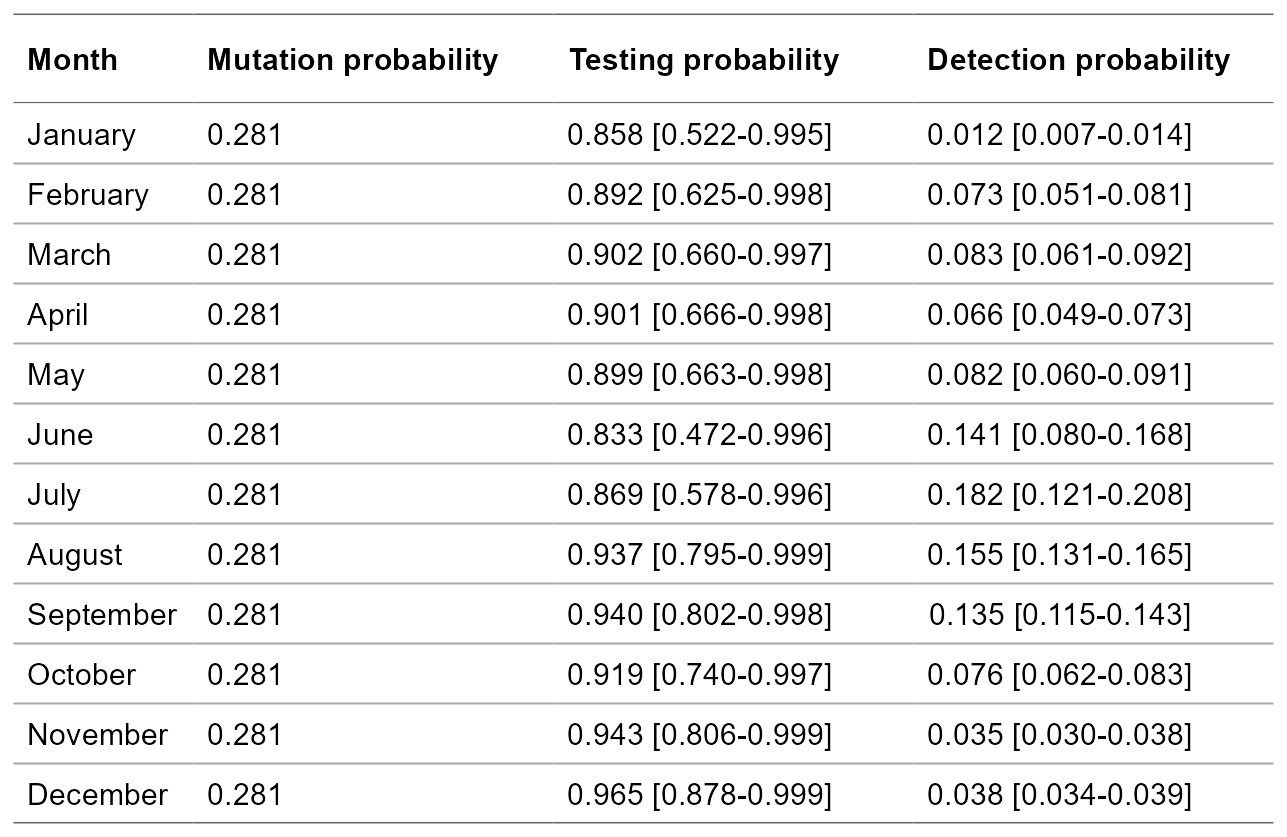 Month Mutation probability Testing probability Detection probability
January 0.281 0.858 [0.522-0.995] 0.012 [0.007-0.014]
February 0.281 0.892 [0.625-0.998] 0.073 [0.051-0.081]
March 0.281 0.902 [0.660-0.997] 0.083 [0.061-0.092]
April 0.281 0.901 [0.666-0.998] 0.066 [0.049-0.073]
May 0.281 0.899 [0.663-0.998] 0.082 [0.060-0.091]
June 0.281 0.833 [0.472-0.996] 0.141 [0.080-0.168]
July 0.281 0.869 [0.578-0.996] 0.182 [0.121-0.208]
August 0.281 0.937 [0.795-0.999] 0.155 [0.131-0.165]
September 0.281 0.940 [0.802-0.998] 0.135 [0.115-0.143]
October 0.281 0.919 [0.740-0.997] 0.076 [0.062-0.083]
November 0.281 0.943 [0.806-0.999] 0.035 [0.030-0.038]
December 0.281 0.965 [0.878-0.999] 0.038 [0.034-0.039]